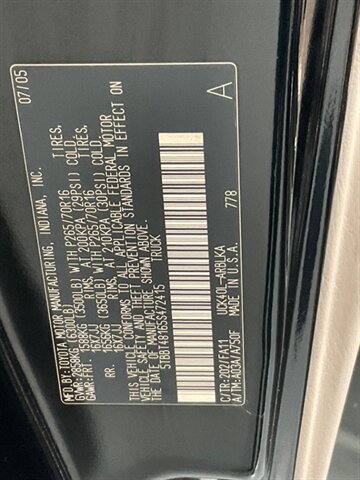 07/05
MFD.BY:TOYOTA MOTOR MANUFACTURING, INDIANA, INC.
GVWR:2858KG (6300LB)
GAWR:FRT. 1588KG (3500LB) WITH P265/70R16 TIRES,
16X7JJ RIMS, AT 200KPA (29PSI) COLD.
RR. 1656KG (3650LB) WITH P265/70R16 TIRES,
16X7JJ RIMS, AT 210KPA (30PSI) COLD.
THIS VEHICLE CONFORMS TO ALL APPLICABLE FEDERAL MOTOR
VEHICLE SAFETY AND THEFT PREVENTION STANDARDS IN EFFECT ON
THE DATE OF MANUFACTURE SHOWN ABOVE.
5TBBT48165S472415 TRUCK
C/TR:202/FA11 UCK40L-ARBLKA
A/TM:A03A/A750F MADE IN U.S.A.
778
A